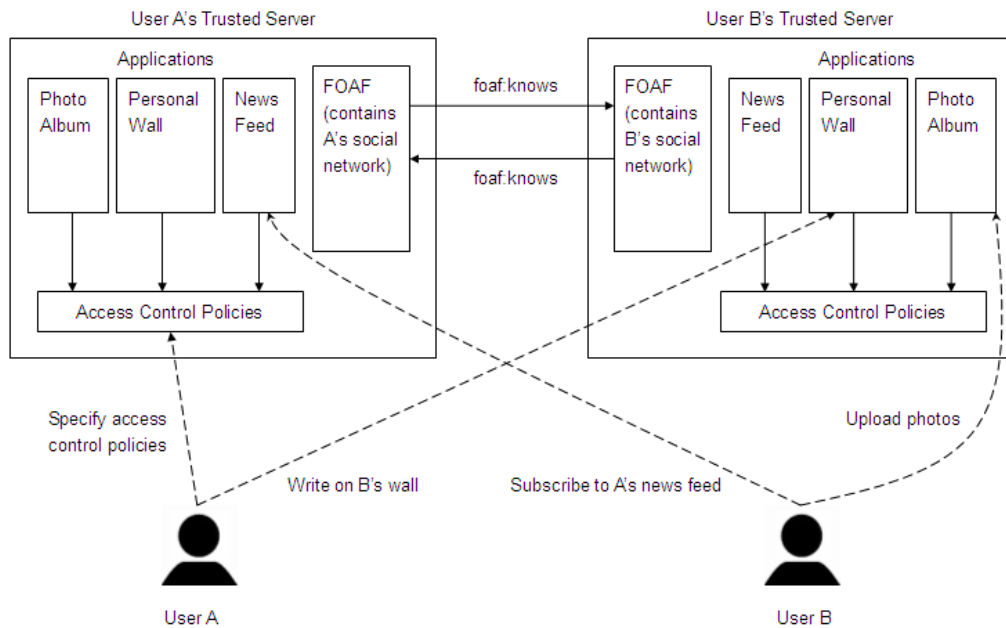 User A's Trusted Server
Applications
Photo
Album
Personal
Wall
News
Feed
FOAF
(contains
A's social
network)
Access Control Policies
foaf:knows
foaf:knows
User B's Trusted Server
Applications
FOAF
(contains
B's social
network)
News
Feed
Personal
Wall
Photo
Album
Access Control Policies
Specify access
control policies
Write on B's wall
Subscribe to A's news feed
Upload photos
User A
User B